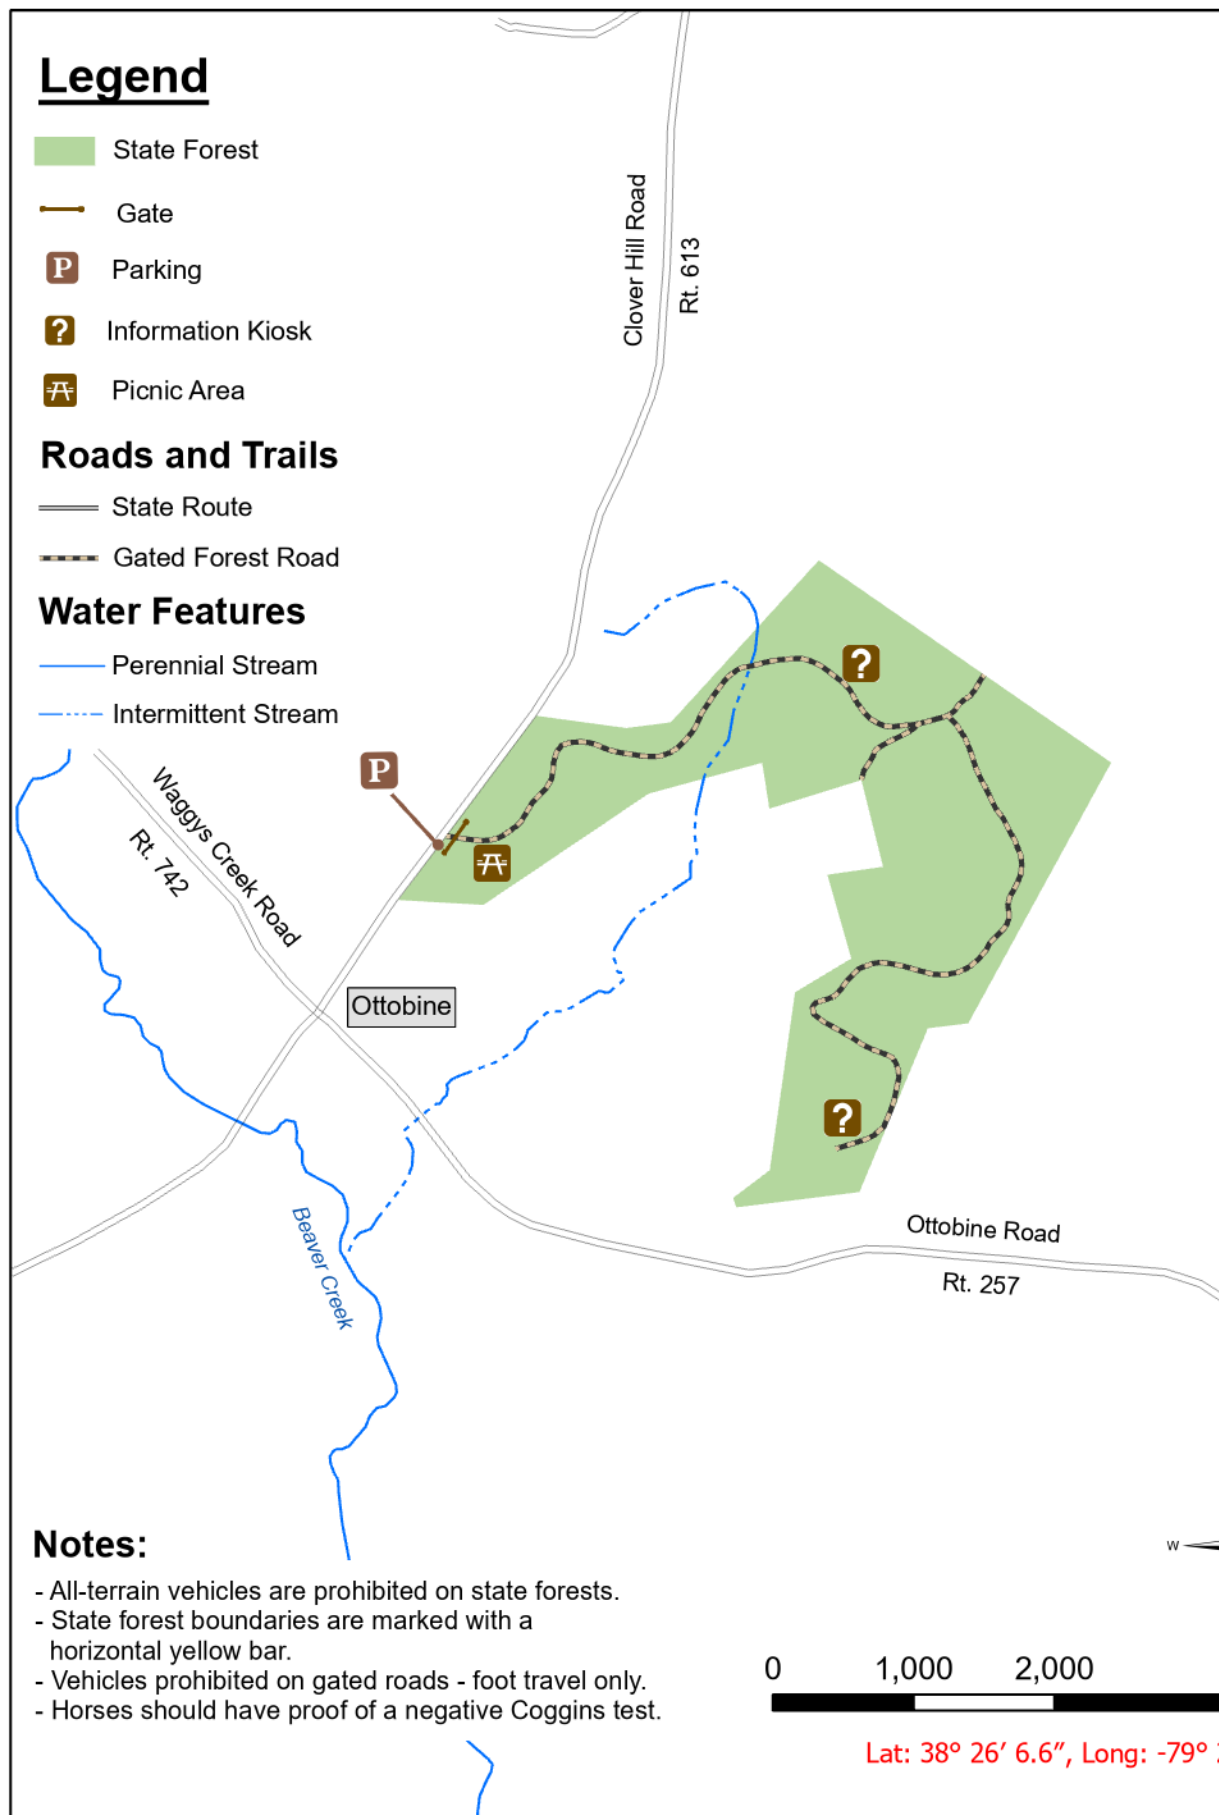 Legend
State Forest
Gate
P Parking
? Information Kiosk
Picnic Area
Roads and Trails
State Route
Gated Forest Road
Water Features
Perennial Stream
Intermittent Stream
Clover Hill Road
Rt. 613
?
P
Waggys Creek Road
Rt. 742
Ottobine
?
Beaver Creek
Ottobine Road
Rt. 257
Notes:
- All-terrain vehicles are prohibited on state forests.
- State forest boundaries are marked with a
horizontal yellow bar.
- Vehicles prohibited on gated roads - foot travel only.
- Horses should have proof of a negative Coggins test.
W
0 1,000 2,000
Lat: 38° 26′ 6.6″, Long: -79°